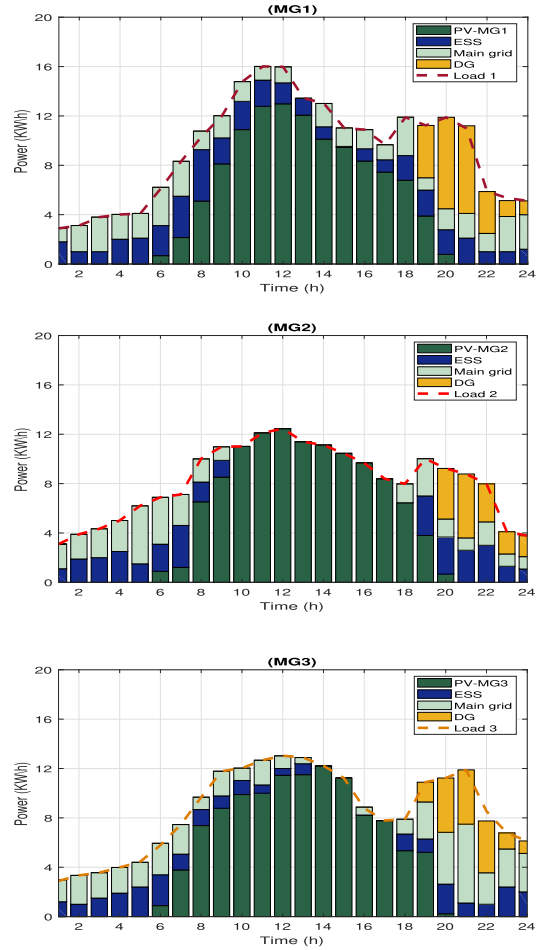 (MG1)
20
16
12
8
4
0
Power (KW\h)
PV-MG1
ESS
Main grid
DG
Load 1
2 4 6 8 10 12 14 16 18 20 22 24
Time (h)
(MG2)
20
16
12
8
4
0
Power (KW\h)
PV-MG2
ESS
Main grid
DG
Load 2
2 4 6 8 10 12 14 16 18 20 22 24
Time (h)
(MG3)
20
16
12
8
4
0
Power (KW\h)
PV-MG3
ESS
Main grid
DG
Load 3
2 4 6 8 10 12 14 16 18 20 22 24
Time (h)